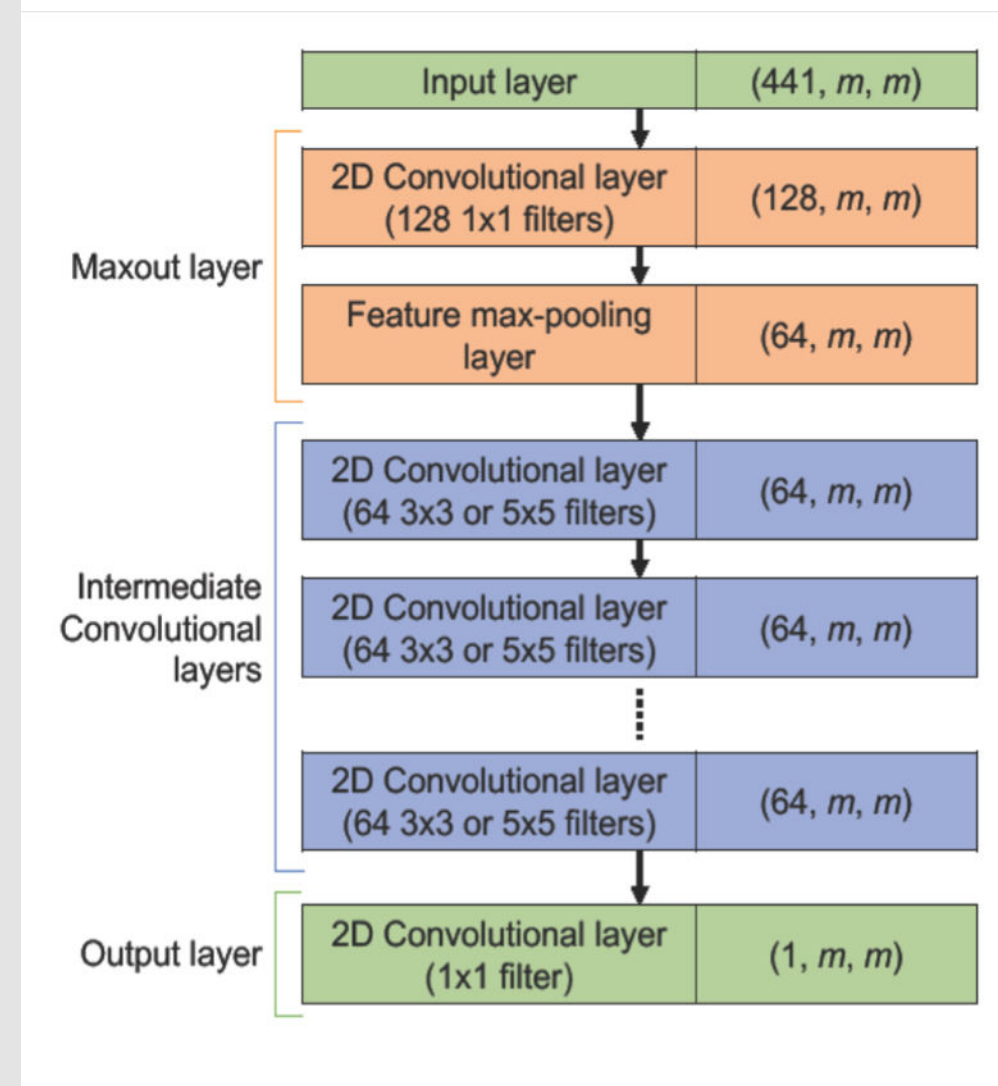 Input layer
(441, m, m)
Maxout layer
2D Convolutional layer
(128 1x1 filters)
(128, m, m)
Feature max-pooling
layer
(64, m, m)
Intermediate
Convolutional
layers
2D Convolutional layer
(64 3x3 or 5x5 filters)
(64, m, m)
2D Convolutional layer
(64 3x3 or 5x5 filters)
(64, m, m)
2D Convolutional layer
(64 3x3 or 5x5 filters)
(64, m, m)
Output layer
2D Convolutional layer
(1x1 filter)
(1, m, m)